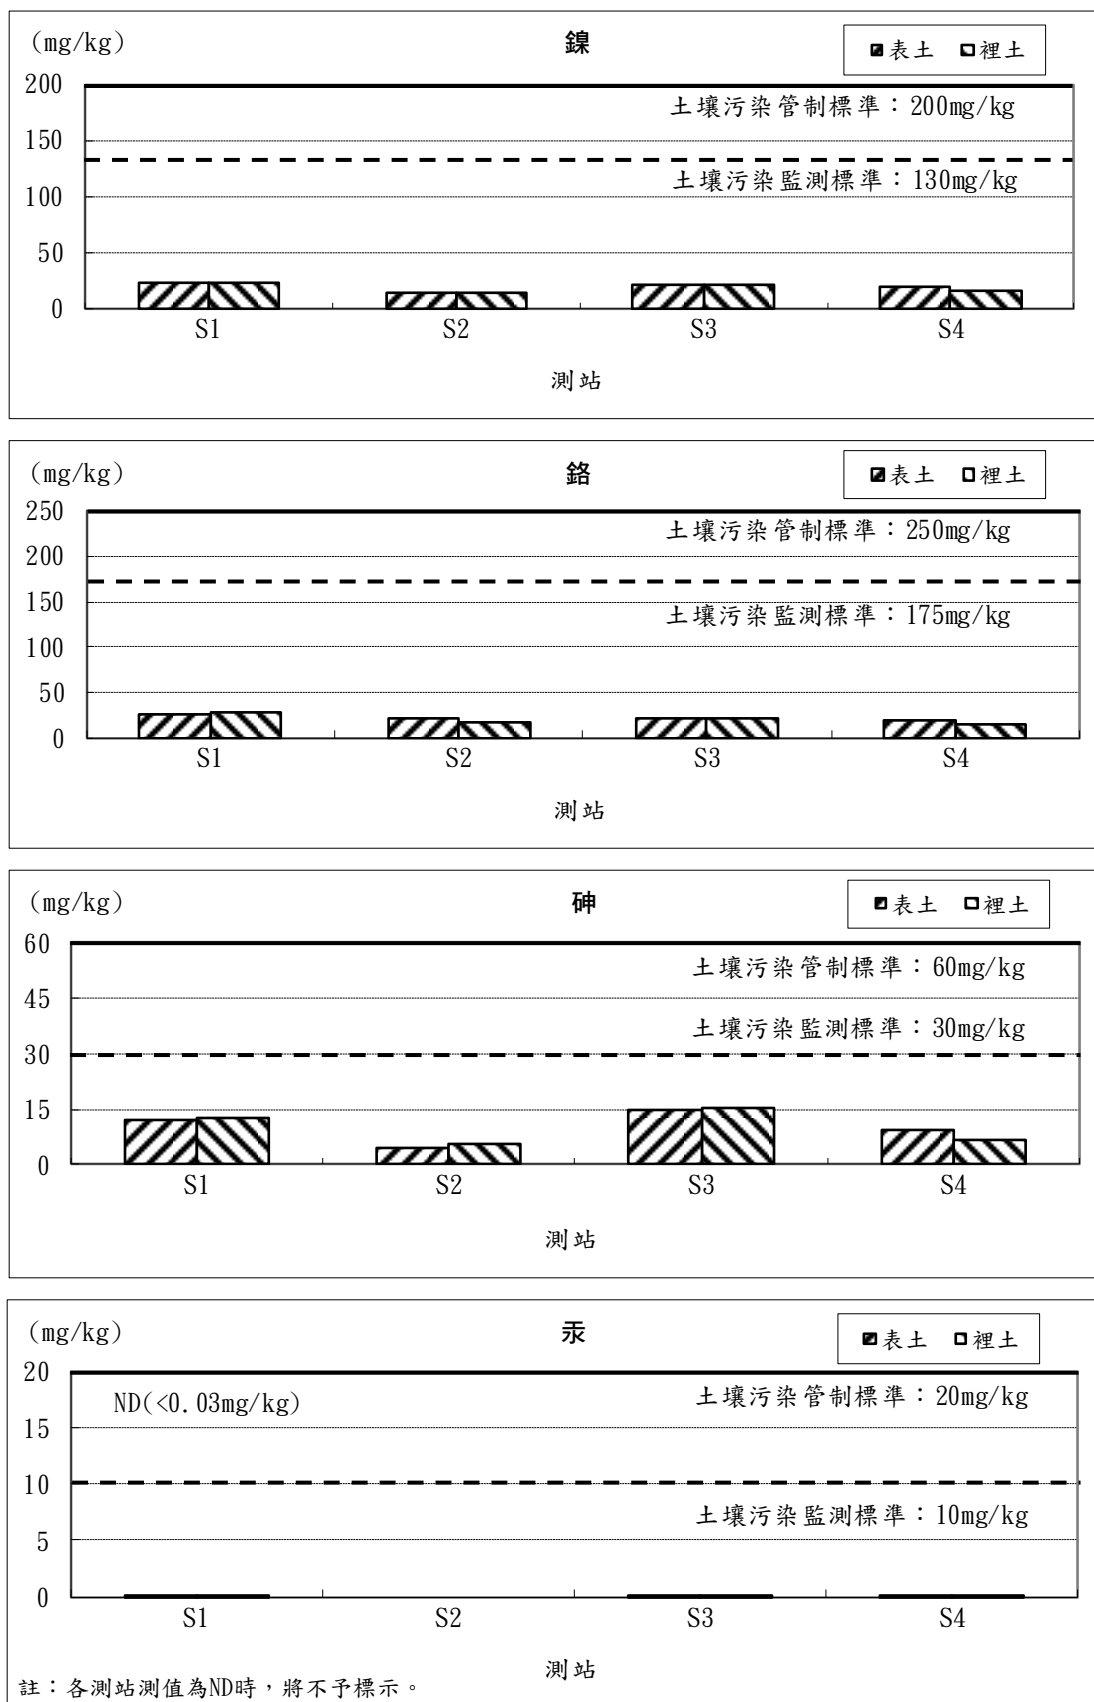 (mg/kg) 鎳 表土 裡土
200 土壤污染管制標準：200mg/kg
150
土壤污染監測標準：130mg/kg
100
50
0
S1 S2 S3 S4
測站
(mg/kg) 鉻 表土 裡土
250 土壤污染管制標準：250mg/kg
200
150 土壤污染監測標準：175mg/kg
100
50
0
S1 S2 S3 S4
測站
(mg/kg) 砷 表土 裡土
60
土壤污染管制標準：60mg/kg
45
土壤污染監測標準：30mg/kg
30
15
0
S1 S2 S3 S4
測站
(mg/kg) 汞 表土 裡土
20
ND(<0.03mg/kg) 土壤污染管制標準：20mg/kg
15
10
土壤污染監測標準：10mg/kg
5
0
S1 S2 S3 S4
測站
註：各測站測值為ND時，將不予標示。